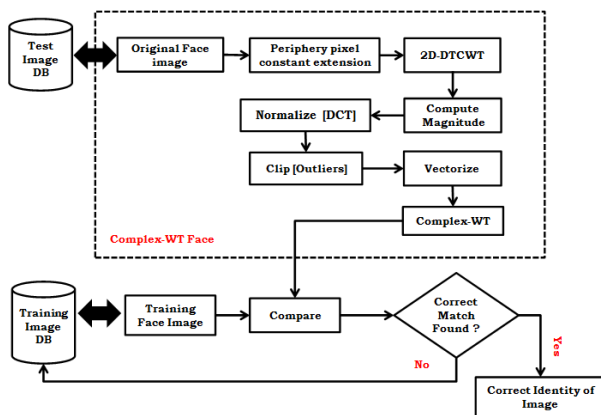 Test
Image
DB
Original Face
image
Periphery pixel
constant extension
2D-DTCWT
Compute
Magnitude
Normalize [DCT]
Clip [Outliers]
Vectorize
Complex-WT
Complex-WT Face
Training
Image
DB
Training
Face Image
Compare
Correct
Match
Found ?
No
Yes
Correct Identity of
Image